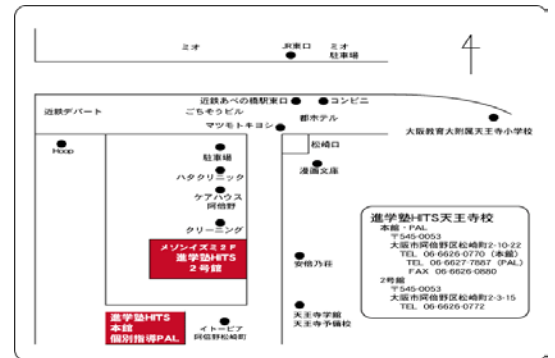 ミオ
JR東口
ミオ
駐車場
近鉄あべの橋駅東口
コンビニ
近鉄デパート
ごちそうビル
都ホテル
マツモトキヨシ
大阪教育大附属天王寺小学校
Hoop
松崎口
駐車場
漫画文庫
ハタクリニック
ケアハウス
阿倍野
クリーニング
メゾンイズミ2F
進学塾HITS
2号館
安倍乃荘
進学塾HITS
本館
個別指導PAL
イトーピア
阿倍野松崎町
天王寺学館
天王寺予備校
進学塾HITS天王寺校
本館・PAL
〒545-0053
大阪市阿倍野区松崎町2-10-22
TEL 06-6626-0770(本館)
TEL 06-6627-7887(PAL)
FAX 06-6626-0880
2号館
〒545-0053
大阪市阿倍野区松崎町2-3-15
TEL 06-6626-0772